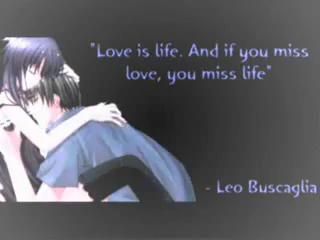 "Love is life. And if you miss
love, you miss life"
- Leo Buscaglia